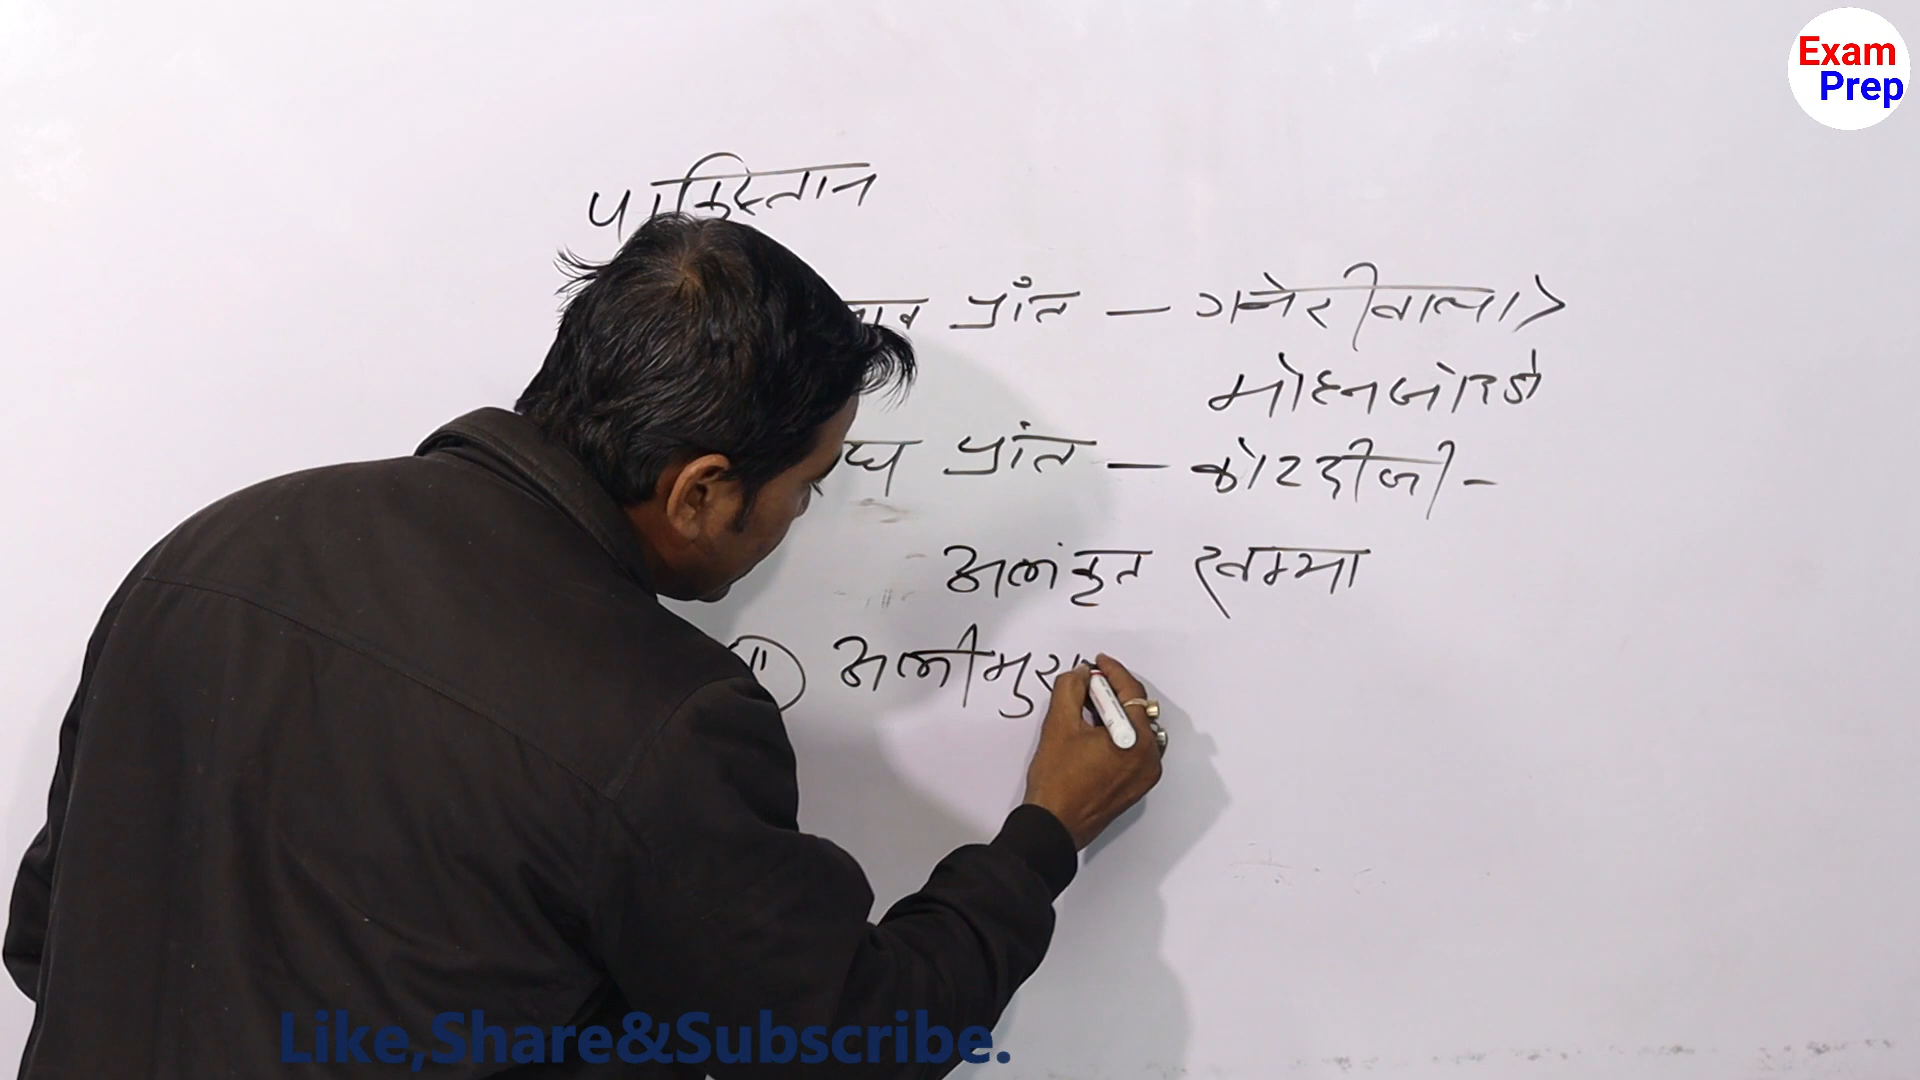 Exam
Prep
पाकिस्तान
प्रांत - गनेरीवाला >
मोहनजोदड़ो
प्रांत - कोटदीजी -
अलंकृत स्तम्भा
॥ अलीमुरा
Like,Share&Subscribe.